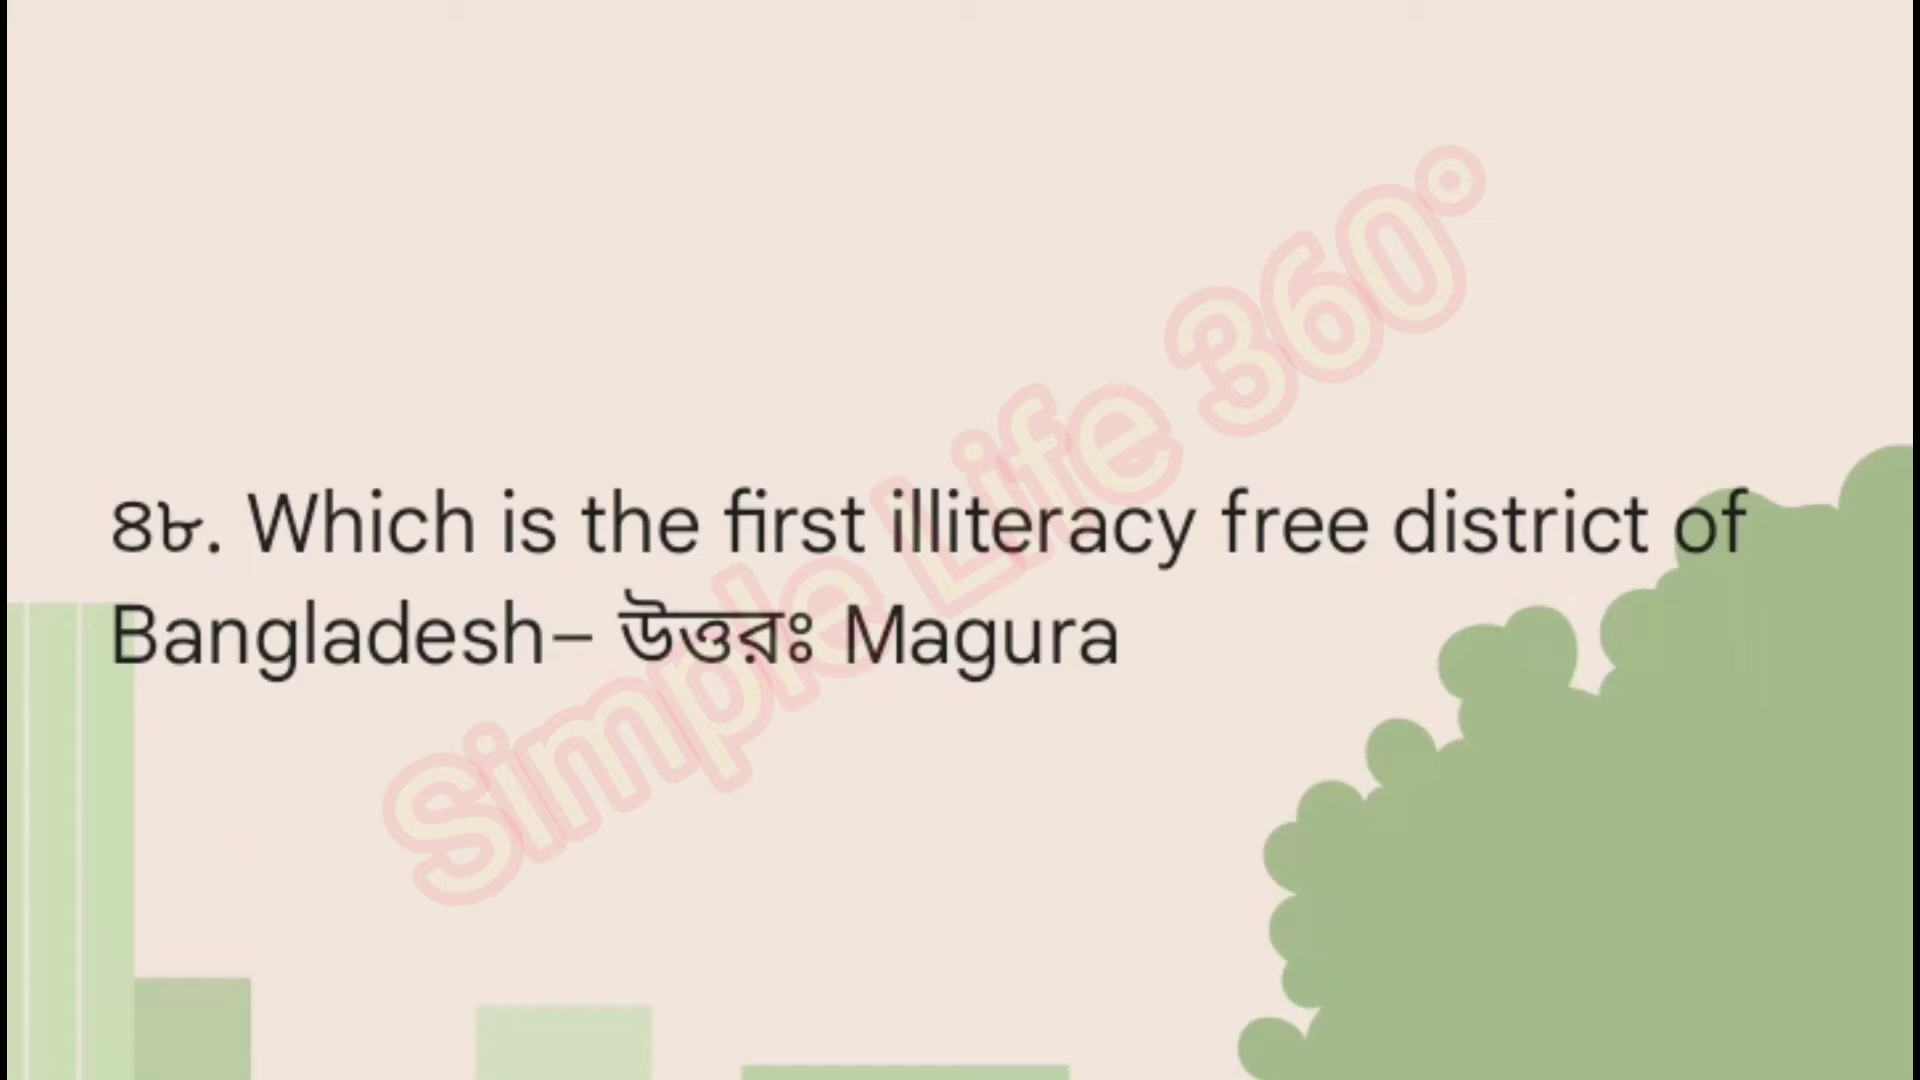 ৪৮. Which is the first illiteracy free district of
Bangladesh– উত্তরঃ Magura
Simple Life 360°